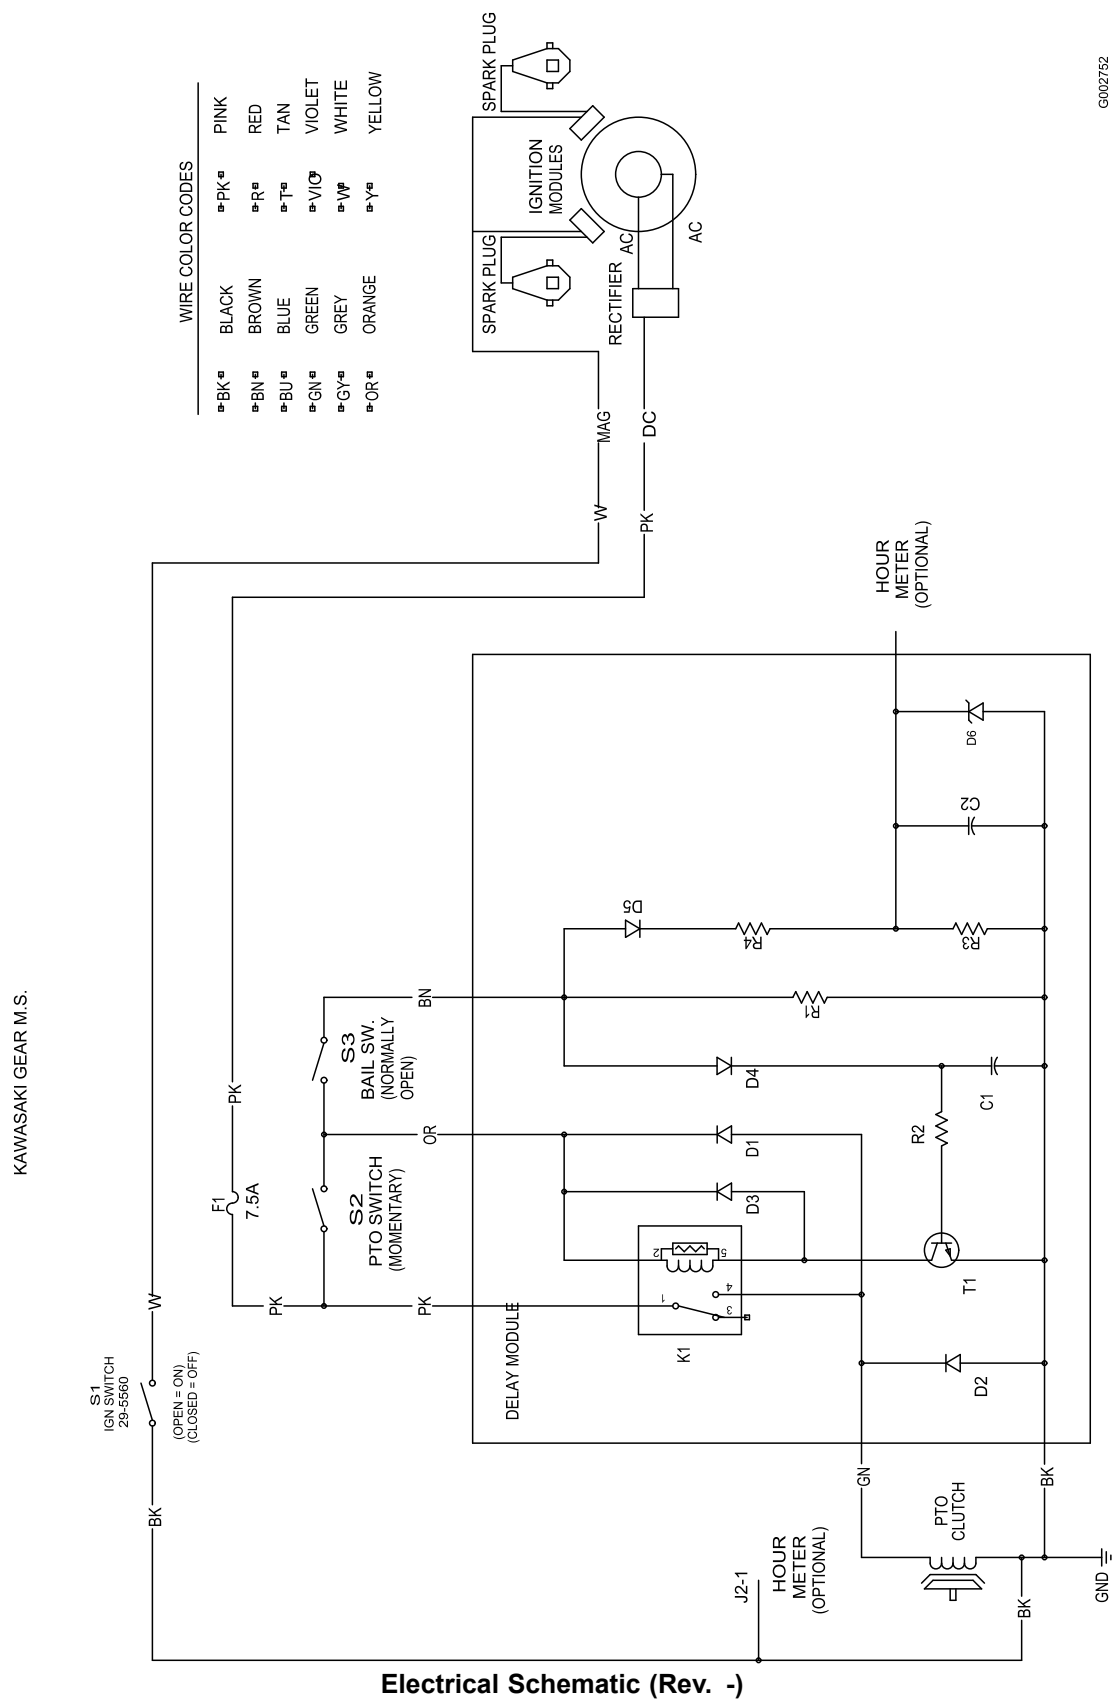 KAWASAKI GEAR M.S.
WIRE COLOR CODES
BK BLACK PK PINK
BN BROWN R RED
BU BLUE T TAN
GN GREEN VIO VIOLET
GY GREY W WHITE
OR ORANGE Y YELLOW
SPARK PLUG
SPARK PLUG
IGNITION
MODULES
AC
AC
RECTIFIER
MAG
DC
W
PK
G002752
S1
IGN SWITCH
29-5560
(OPEN = ON)
(CLOSED = OFF)
W
BK
F1
7.5A
PK
PK
PK
S2
PTO SWITCH
(MOMENTARY)
S3
BAIL SW.
(NORMALLY
OPEN)
OR
BN
DELAY MODULE
K1
1
2
3
4
5
D3
D1
D4
R1
D5
R4
R3
C2
D6
HOUR
METER
(OPTIONAL)
R2
C1
T1
D2
GN
BK
PTO
CLUTCH
J2-1
HOUR
METER
(OPTIONAL)
BK
GND
Electrical Schematic (Rev. -)